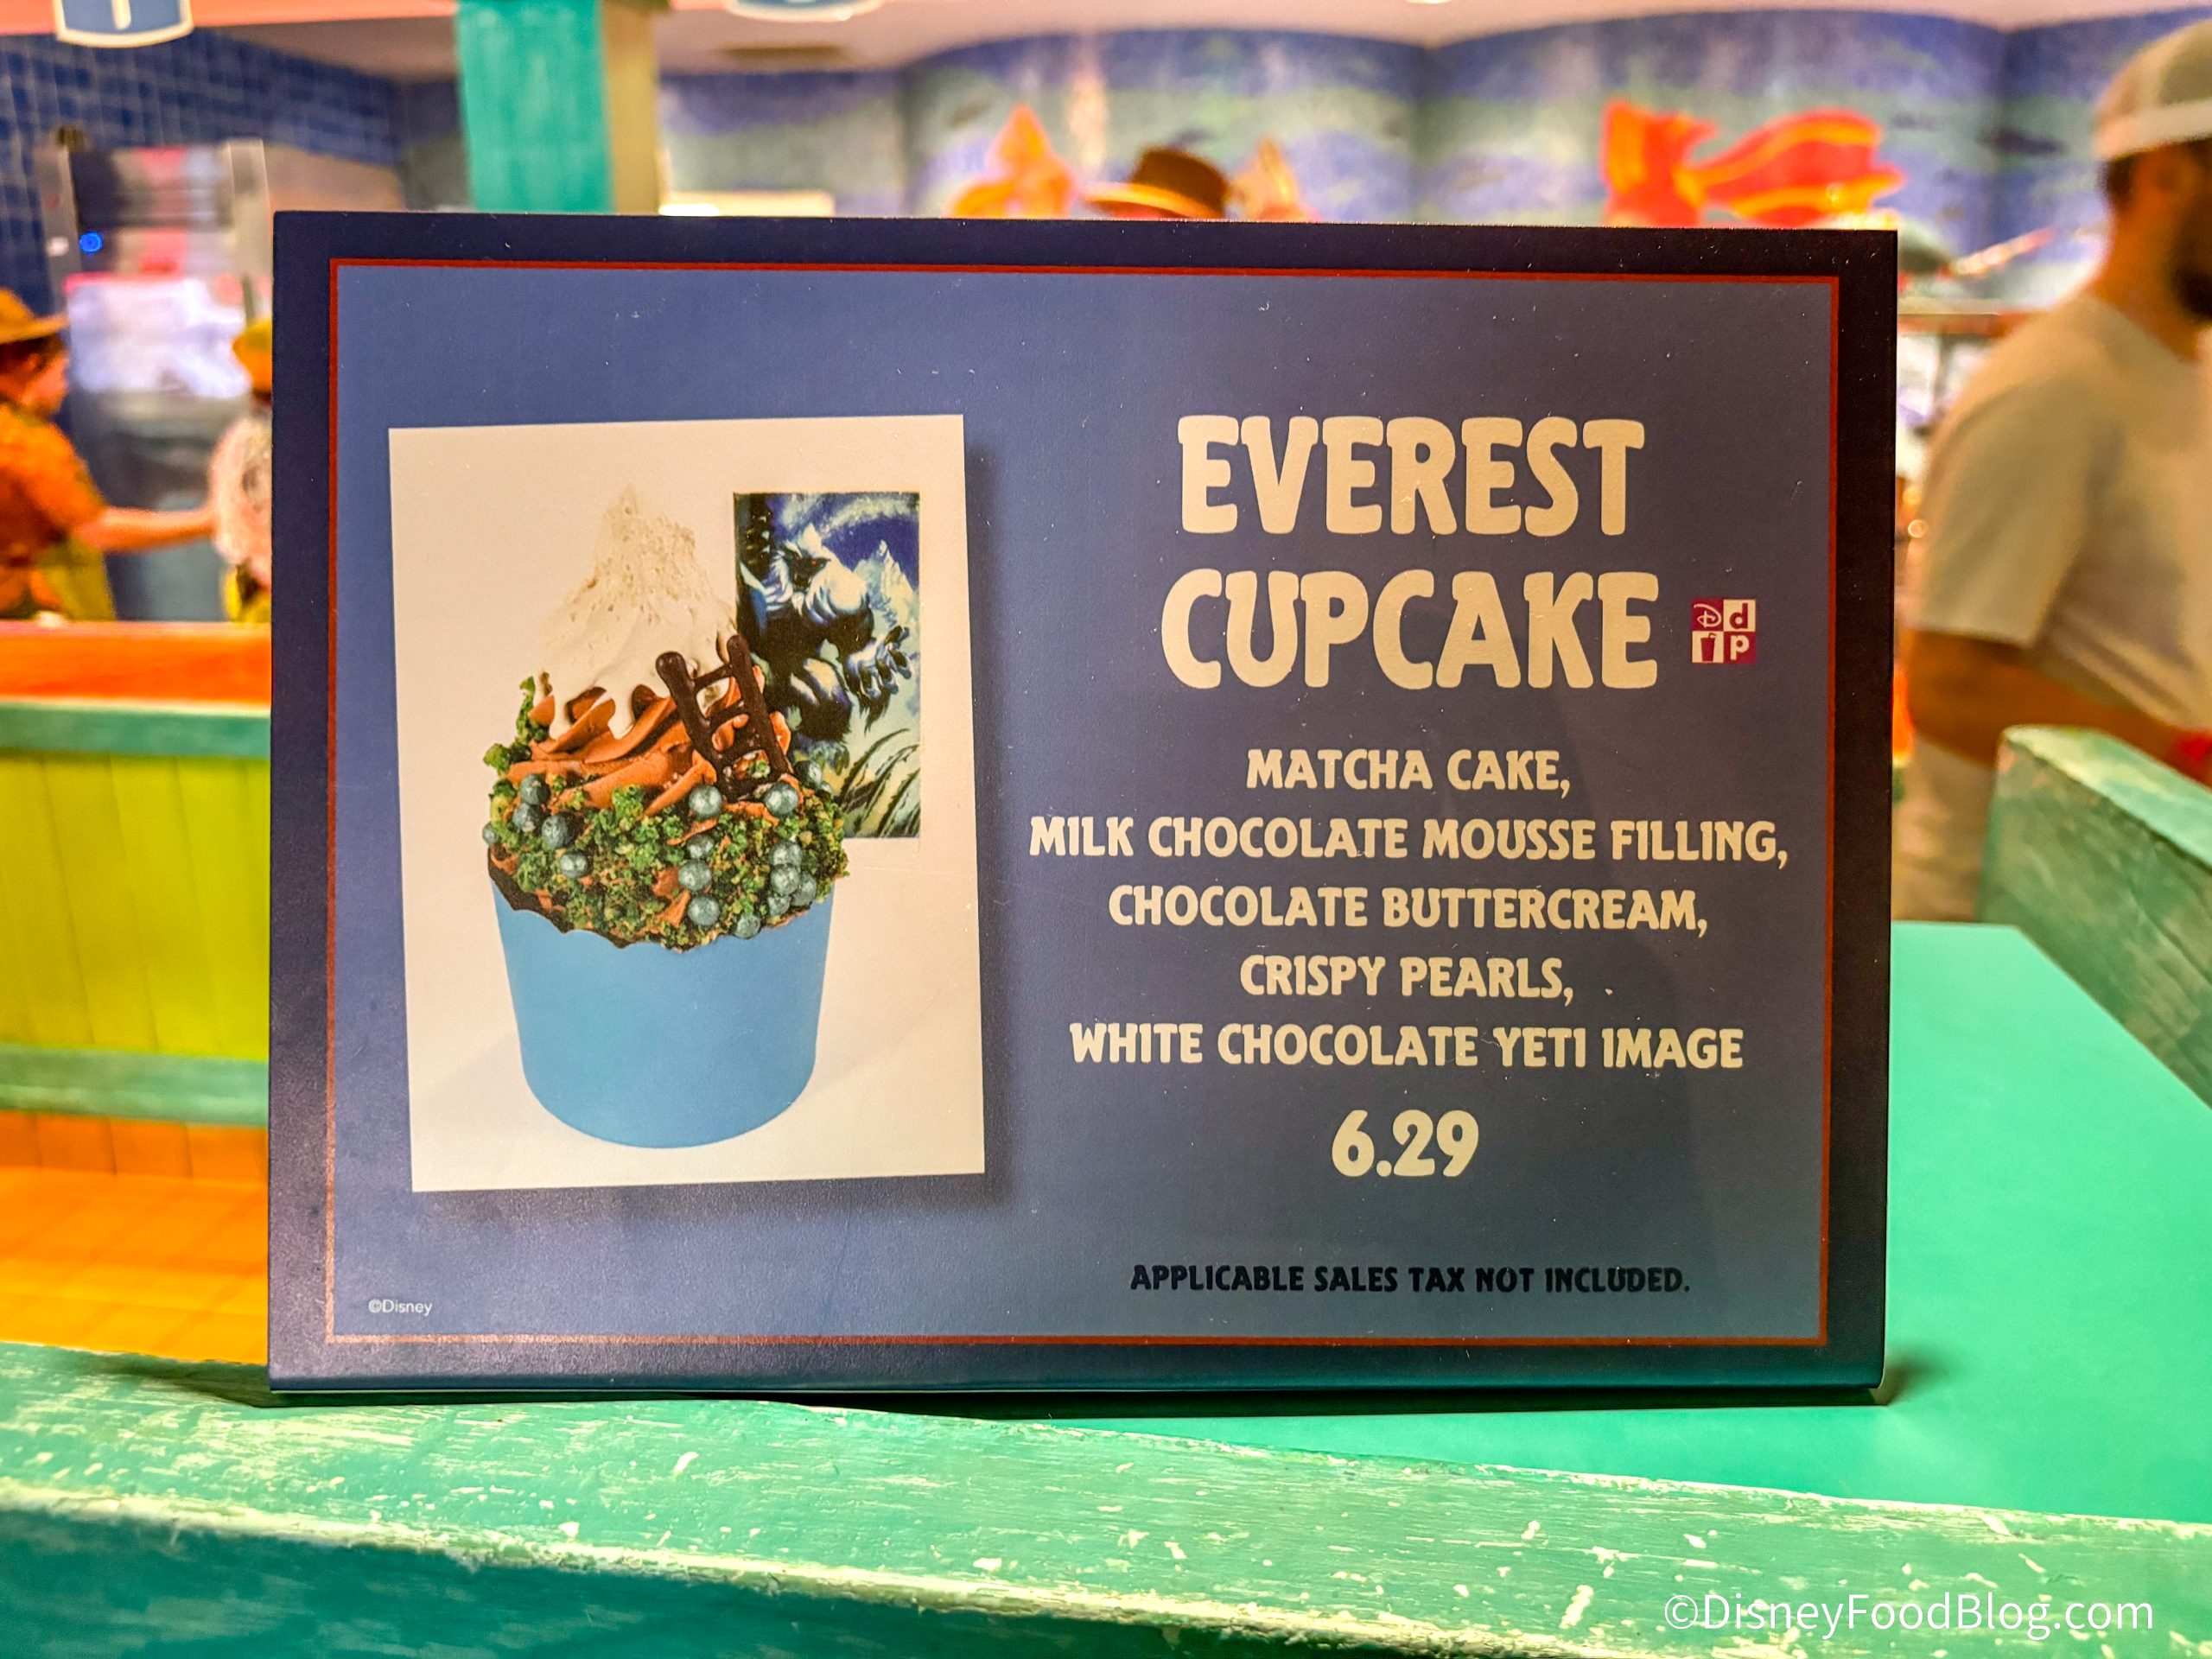 EVEREST
CUPCAKE
D d
p
MATCHA CAKE,
MILK CHOCOLATE MOUSSE FILLING,
CHOCOLATE BUTTERCREAM,
CRISPY PEARLS,
WHITE CHOCOLATE YETI IMAGE
6.29
APPLICABLE SALES TAX NOT INCLUDED.
©Disney
©DisneyFoodBlog.com